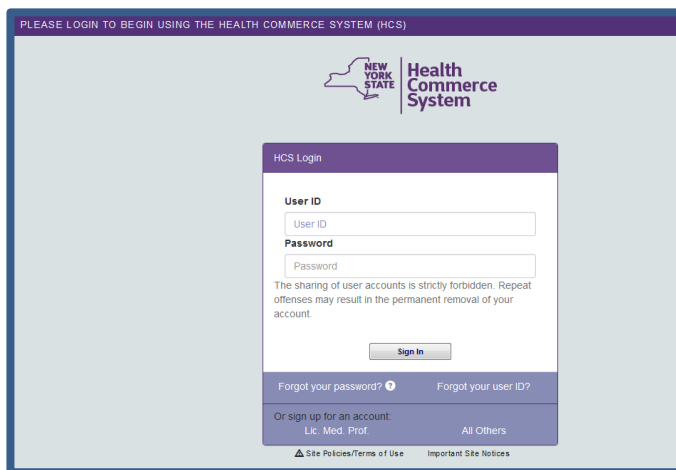 PLEASE LOGIN TO BEGIN USING THE HEALTH COMMERCE SYSTEM (HCS)
NEW
YORK
STATE
Health
Commerce
System
HCS Login
User ID
User ID
Password
Password
The sharing of user accounts is strictly forbidden. Repeat
offenses may result in the permanent removal of your
account.
Sign In
Forgot your password? ? Forgot your user ID?
Or sign up for an account:
Lic. Med. Prof. All Others
Site Policies/Terms of Use Important Site Notices